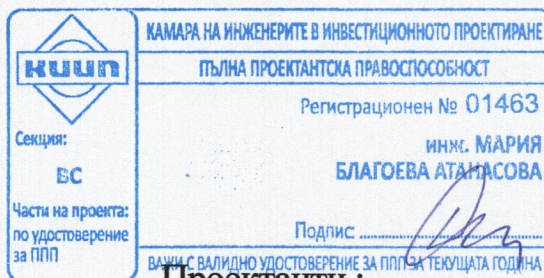 КАМАРА НА ИНЖЕНЕРИТЕ В ИНВЕСТИЦИОННОТО ПРОЕКТИРАНЕ
КИИП
ПЪЛНА ПРОЕКТАНТСКА ПРАВОСПОСОБНОСТ
Регистрационен № 01463
Секция:
ВС
инж. МАРИЯ
БЛАГОЕВА АТАНАСОВА
Части на проекта:
по удостоверение
за ППП
Подпис
ВАЖИ С ВАЛИДНО УДОСТОВЕРЕНИЕ ЗА ППП ЗА ТЕКУЩАТА ГОДИНА
Проектанти: